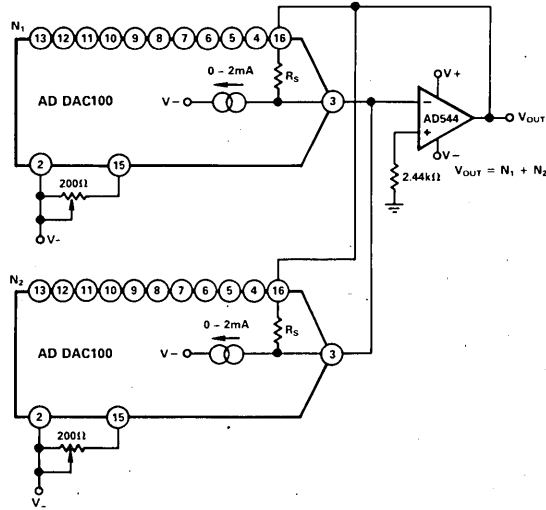 N1
13 12 11 10 9 8 7 6 5 4 16
0 – 2mA
RS
V–
3
AD DAC100
2
15
200Ω
V–
V+
–
AD544
+
V–
VOUT
2.44kΩ
VOUT = N1 + N2
N2
13 12 11 10 9 8 7 6 5 4 16
0 – 2mA
RS
V–
3
AD DAC100
2
15
200Ω
V–